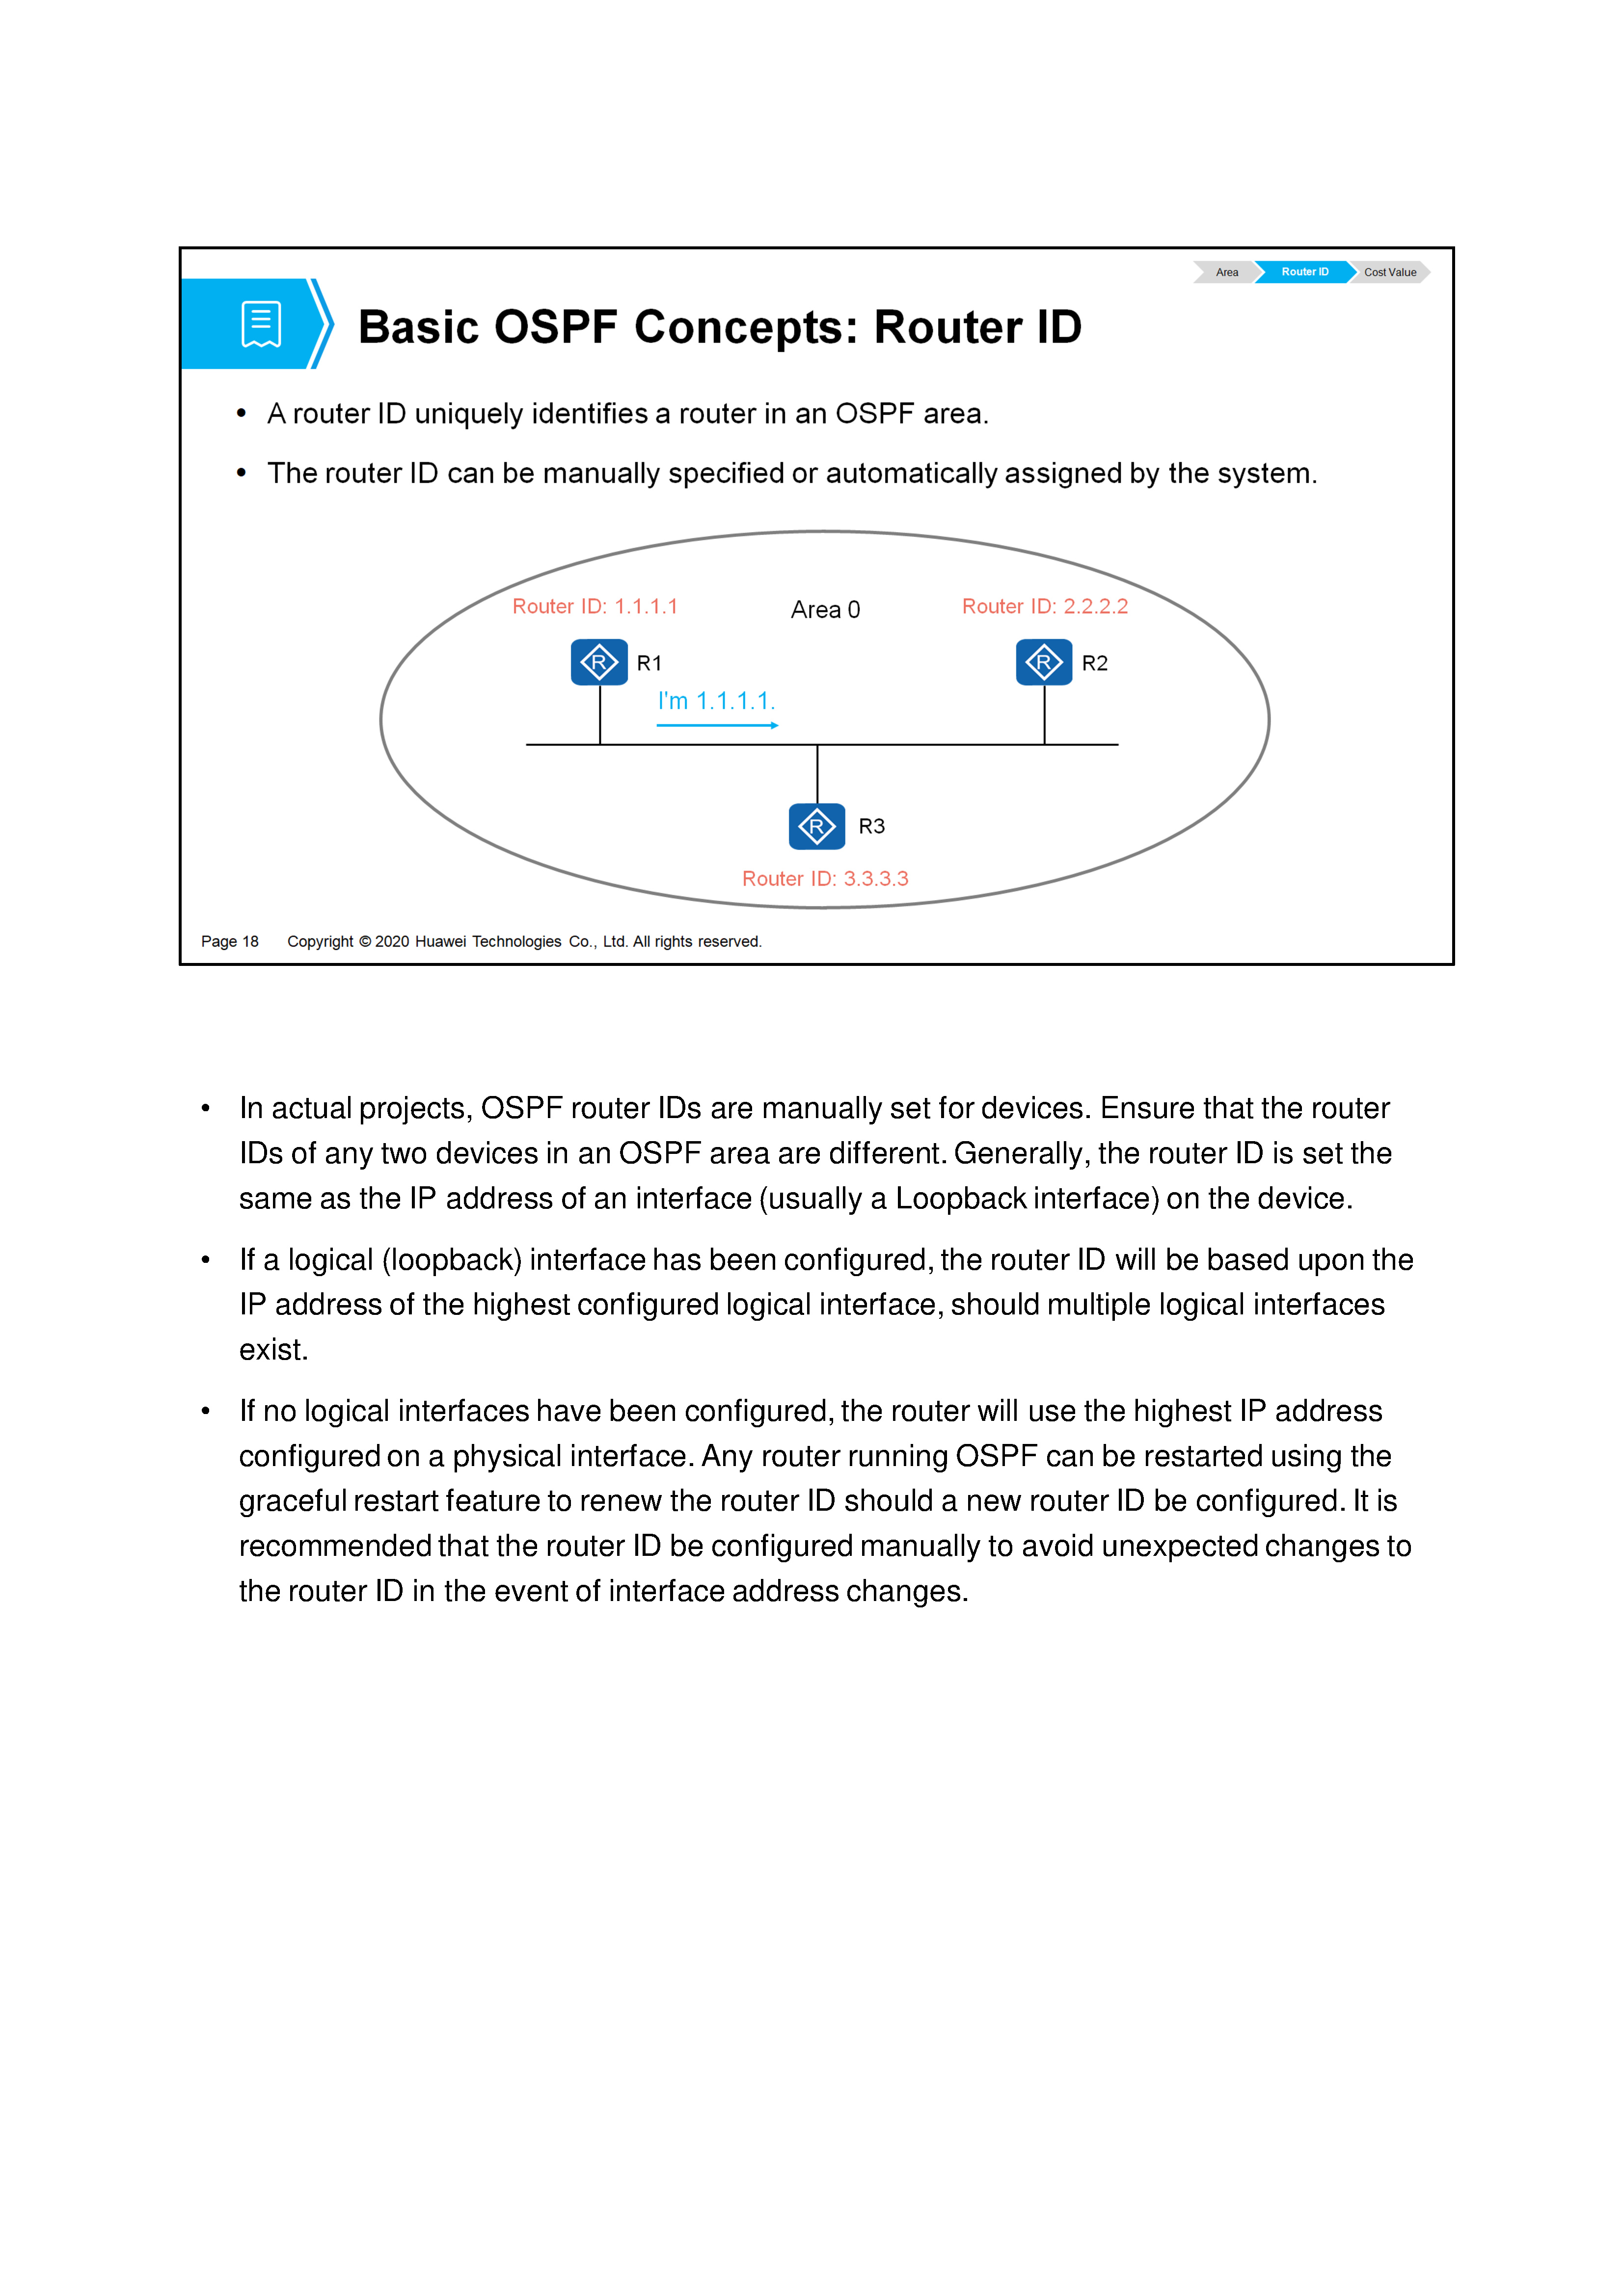 Area Router ID Cost Value
Basic OSPF Concepts: Router ID
• A router ID uniquely identifies a router in an OSPF area.
• The router ID can be manually specified or automatically assigned by the system.
Router ID: 1.1.1.1 Area 0 Router ID: 2.2.2.2
R R1 R R2
I'm 1.1.1.1.
R R3
Router ID: 3.3.3.3
Page 18 Copyright © 2020 Huawei Technologies Co., Ltd. All rights reserved.
• In actual projects, OSPF router IDs are manually set for devices. Ensure that the router
IDs of any two devices in an OSPF area are different. Generally, the router ID is set the
same as the IP address of an interface (usually a Loopback interface) on the device.
• If a logical (loopback) interface has been configured, the router ID will be based upon the
IP address of the highest configured logical interface, should multiple logical interfaces
exist.
• If no logical interfaces have been configured, the router will use the highest IP address
configured on a physical interface. Any router running OSPF can be restarted using the
graceful restart feature to renew the router ID should a new router ID be configured. It is
recommended that the router ID be configured manually to avoid unexpected changes to
the router ID in the event of interface address changes.